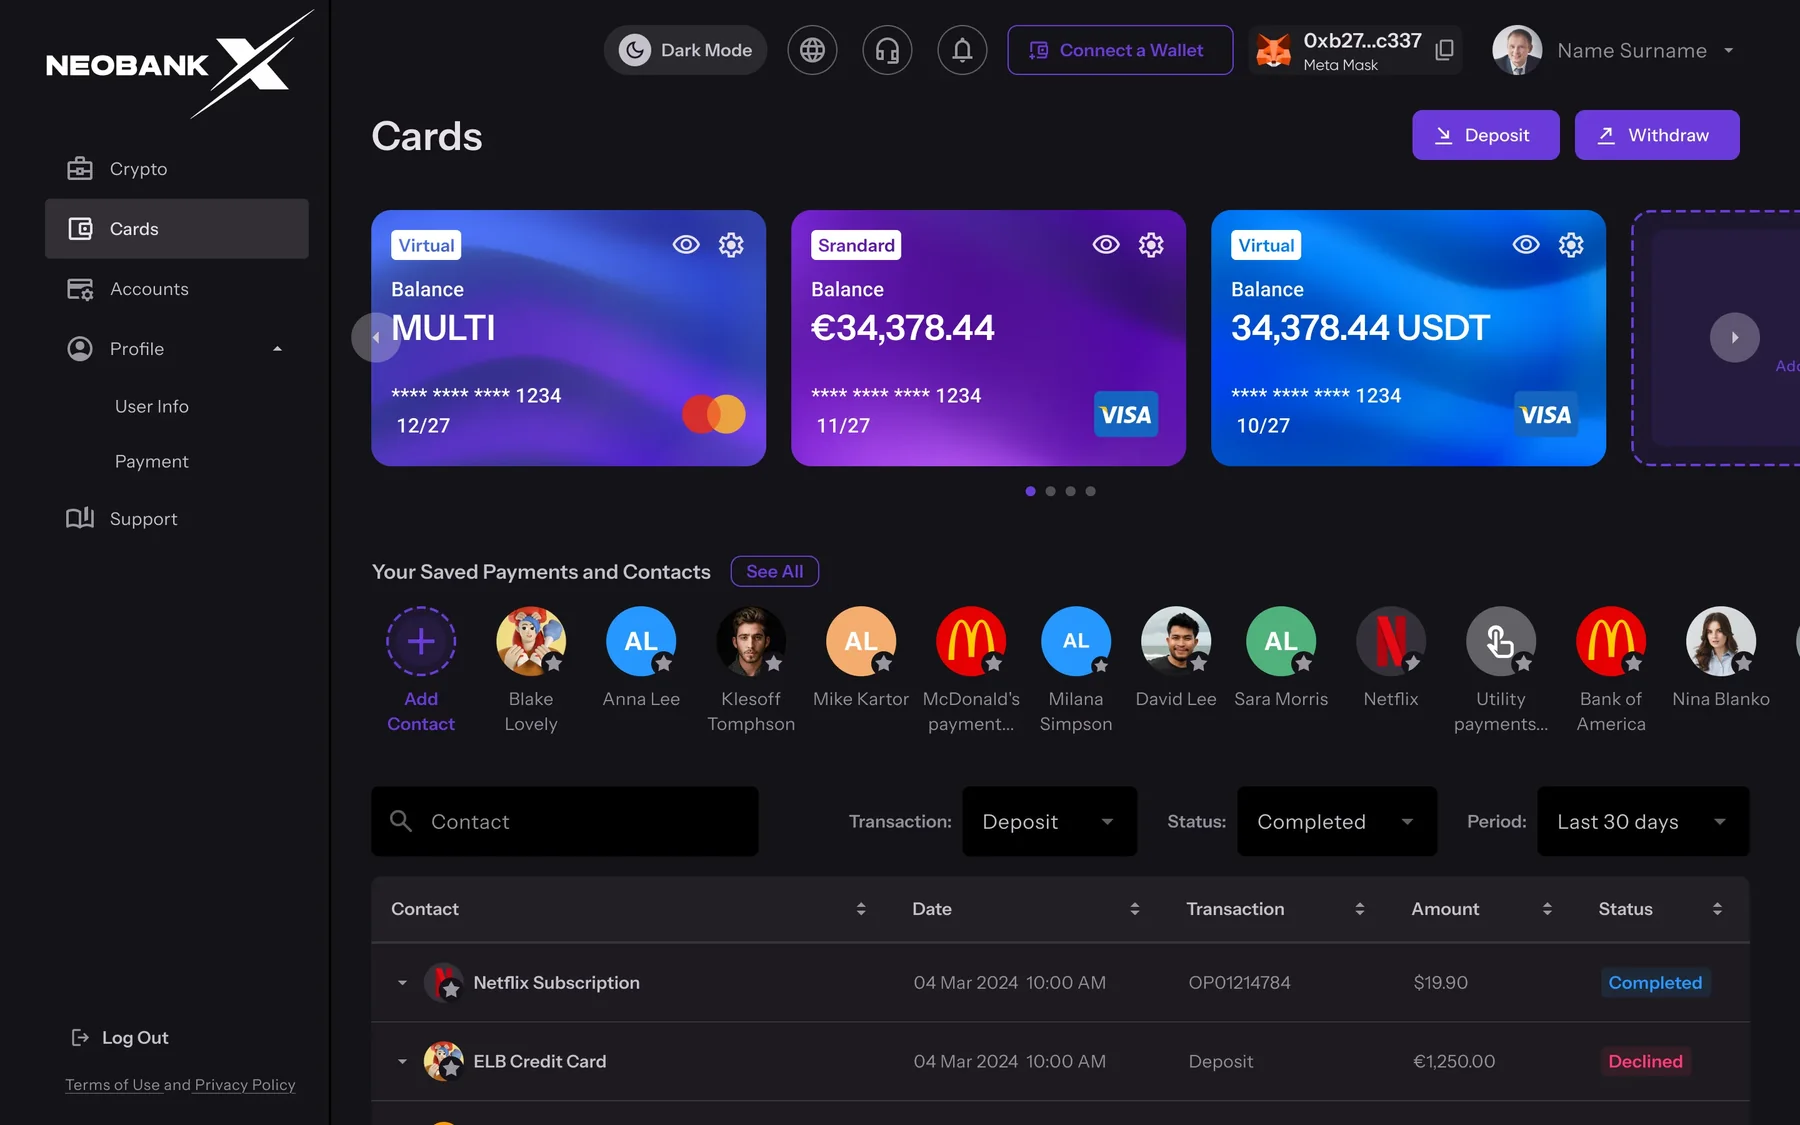 NEOBANK X
Dark Mode
Connect a Wallet
0xb27...c337
Meta Mask
Name Surname
Crypto
Cards
Accounts
Profile
User Info
Payment
Support
Log Out
Terms of Use and Privacy Policy
Cards
Deposit
Withdraw
Virtual
Balance
MULTI
**** **** **** 1234
12/27
Srandard
Balance
€34,378.44
**** **** **** 1234
11/27
VISA
Virtual
Balance
34,378.44 USDT
**** **** **** 1234
10/27
VISA
Your Saved Payments and Contacts
See All
Add
Contact
Blake
Lovely
AL
Anna Lee
Klesoff
Tomphson
AL
Mike Kartor
McDonald's
payment...
AL
Milana
Simpson
David Lee
AL
Sara Morris
Netflix
Utility
payments...
Bank of
America
Nina Blanko
Contact
Transaction:
Deposit
Status:
Completed
Period:
Last 30 days
Contact Date Transaction Amount Status
Netflix Subscription 04 Mar 2024 10:00 AM OP01214784 $19.90 Completed
ELB Credit Card 04 Mar 2024 10:00 AM Deposit €1,250.00 Declined